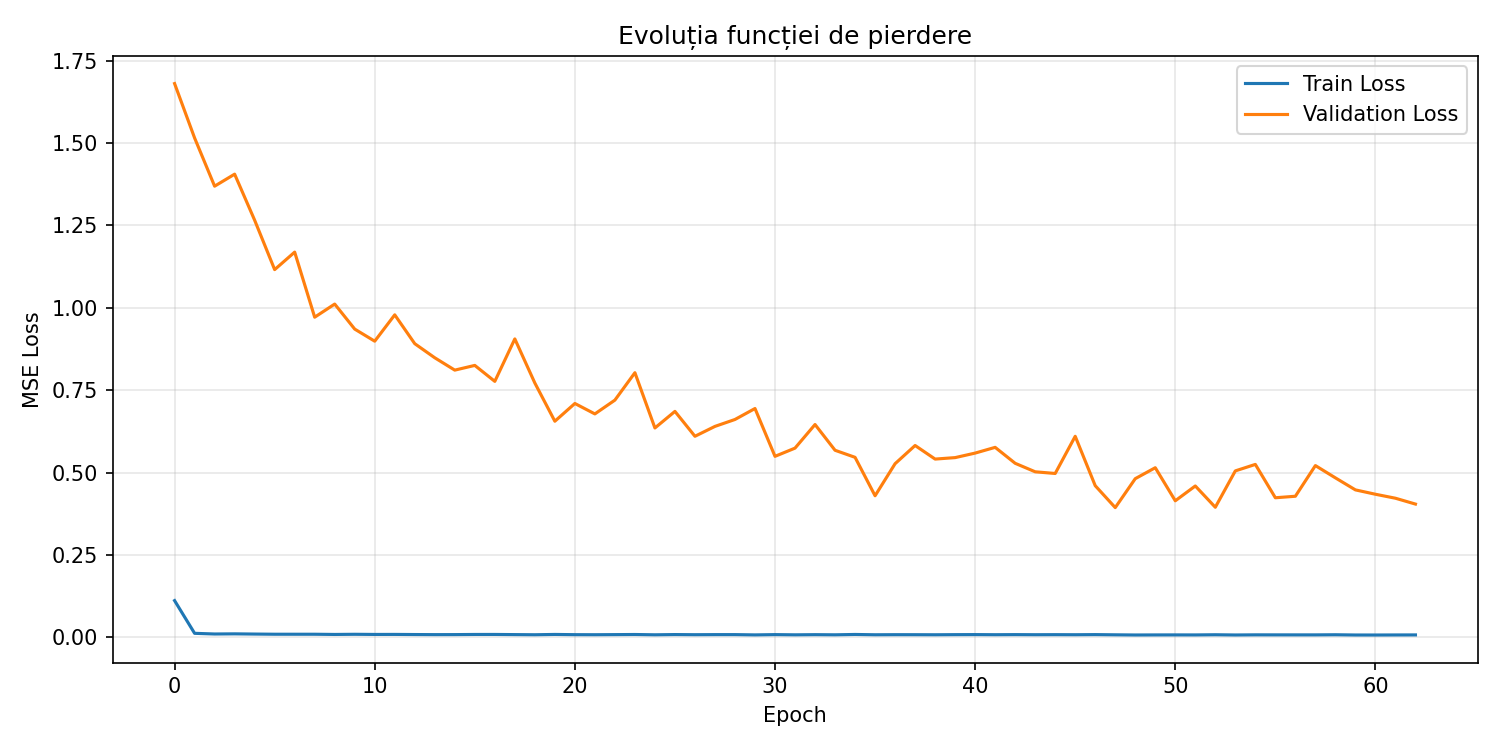 Evoluția funcției de pierdere
Train Loss
Validation Loss
MSE Loss
1.75
1.50
1.25
1.00
0.75
0.50
0.25
0.00
0 10 20 30 40 50 60
Epoch